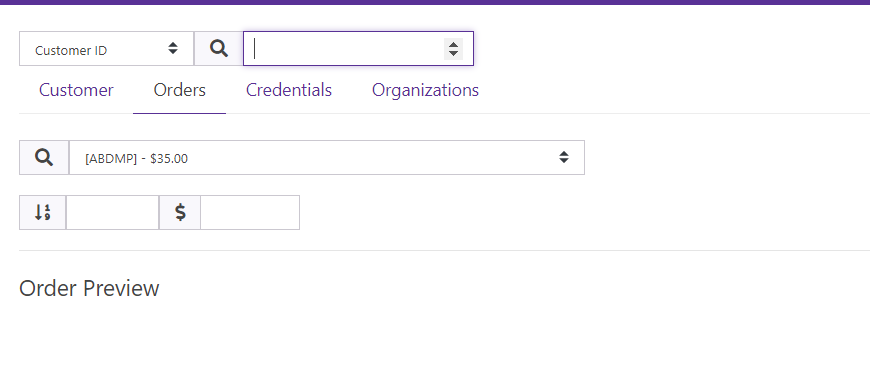 Customer ID
Customer Orders Credentials Organizations
[ABDMP] - $35.00
$
Order Preview